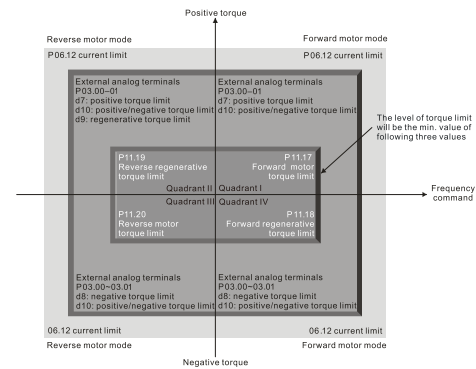 Positive torque
Reverse motor mode
Forward motor mode
P06.12 current limit
P06.12 current limit
External analog terminals
P03.00~01
d7: positive torque limit
d10: positive/negative torque limit
d9: regenerative torque limit
External analog terminals
P03.00~01
d7: positive torque limit
d10: positive/negative torque limit
The level of torque limit
will be the min. value of
following three values
P11.19
Reverse regenerative
torque limit
P11.17
Forward motor
torque limit
Quadrant II
Quadrant I
Frequency
command
Quadrant III
Quadrant IV
P11.20
Reverse motor
torque limit
P11.18
Forward regenerative
torque limit
External analog terminals
P03.00~03.01
d8: negative torque limit
d10: positive/negative torque limit
External analog terminals
P03.00~03.01
d8: negative torque limit
d10: positive/negative torque limit
06.12 current limit
06.12 current limit
Reverse motor mode
Forward motor mode
Negative torque